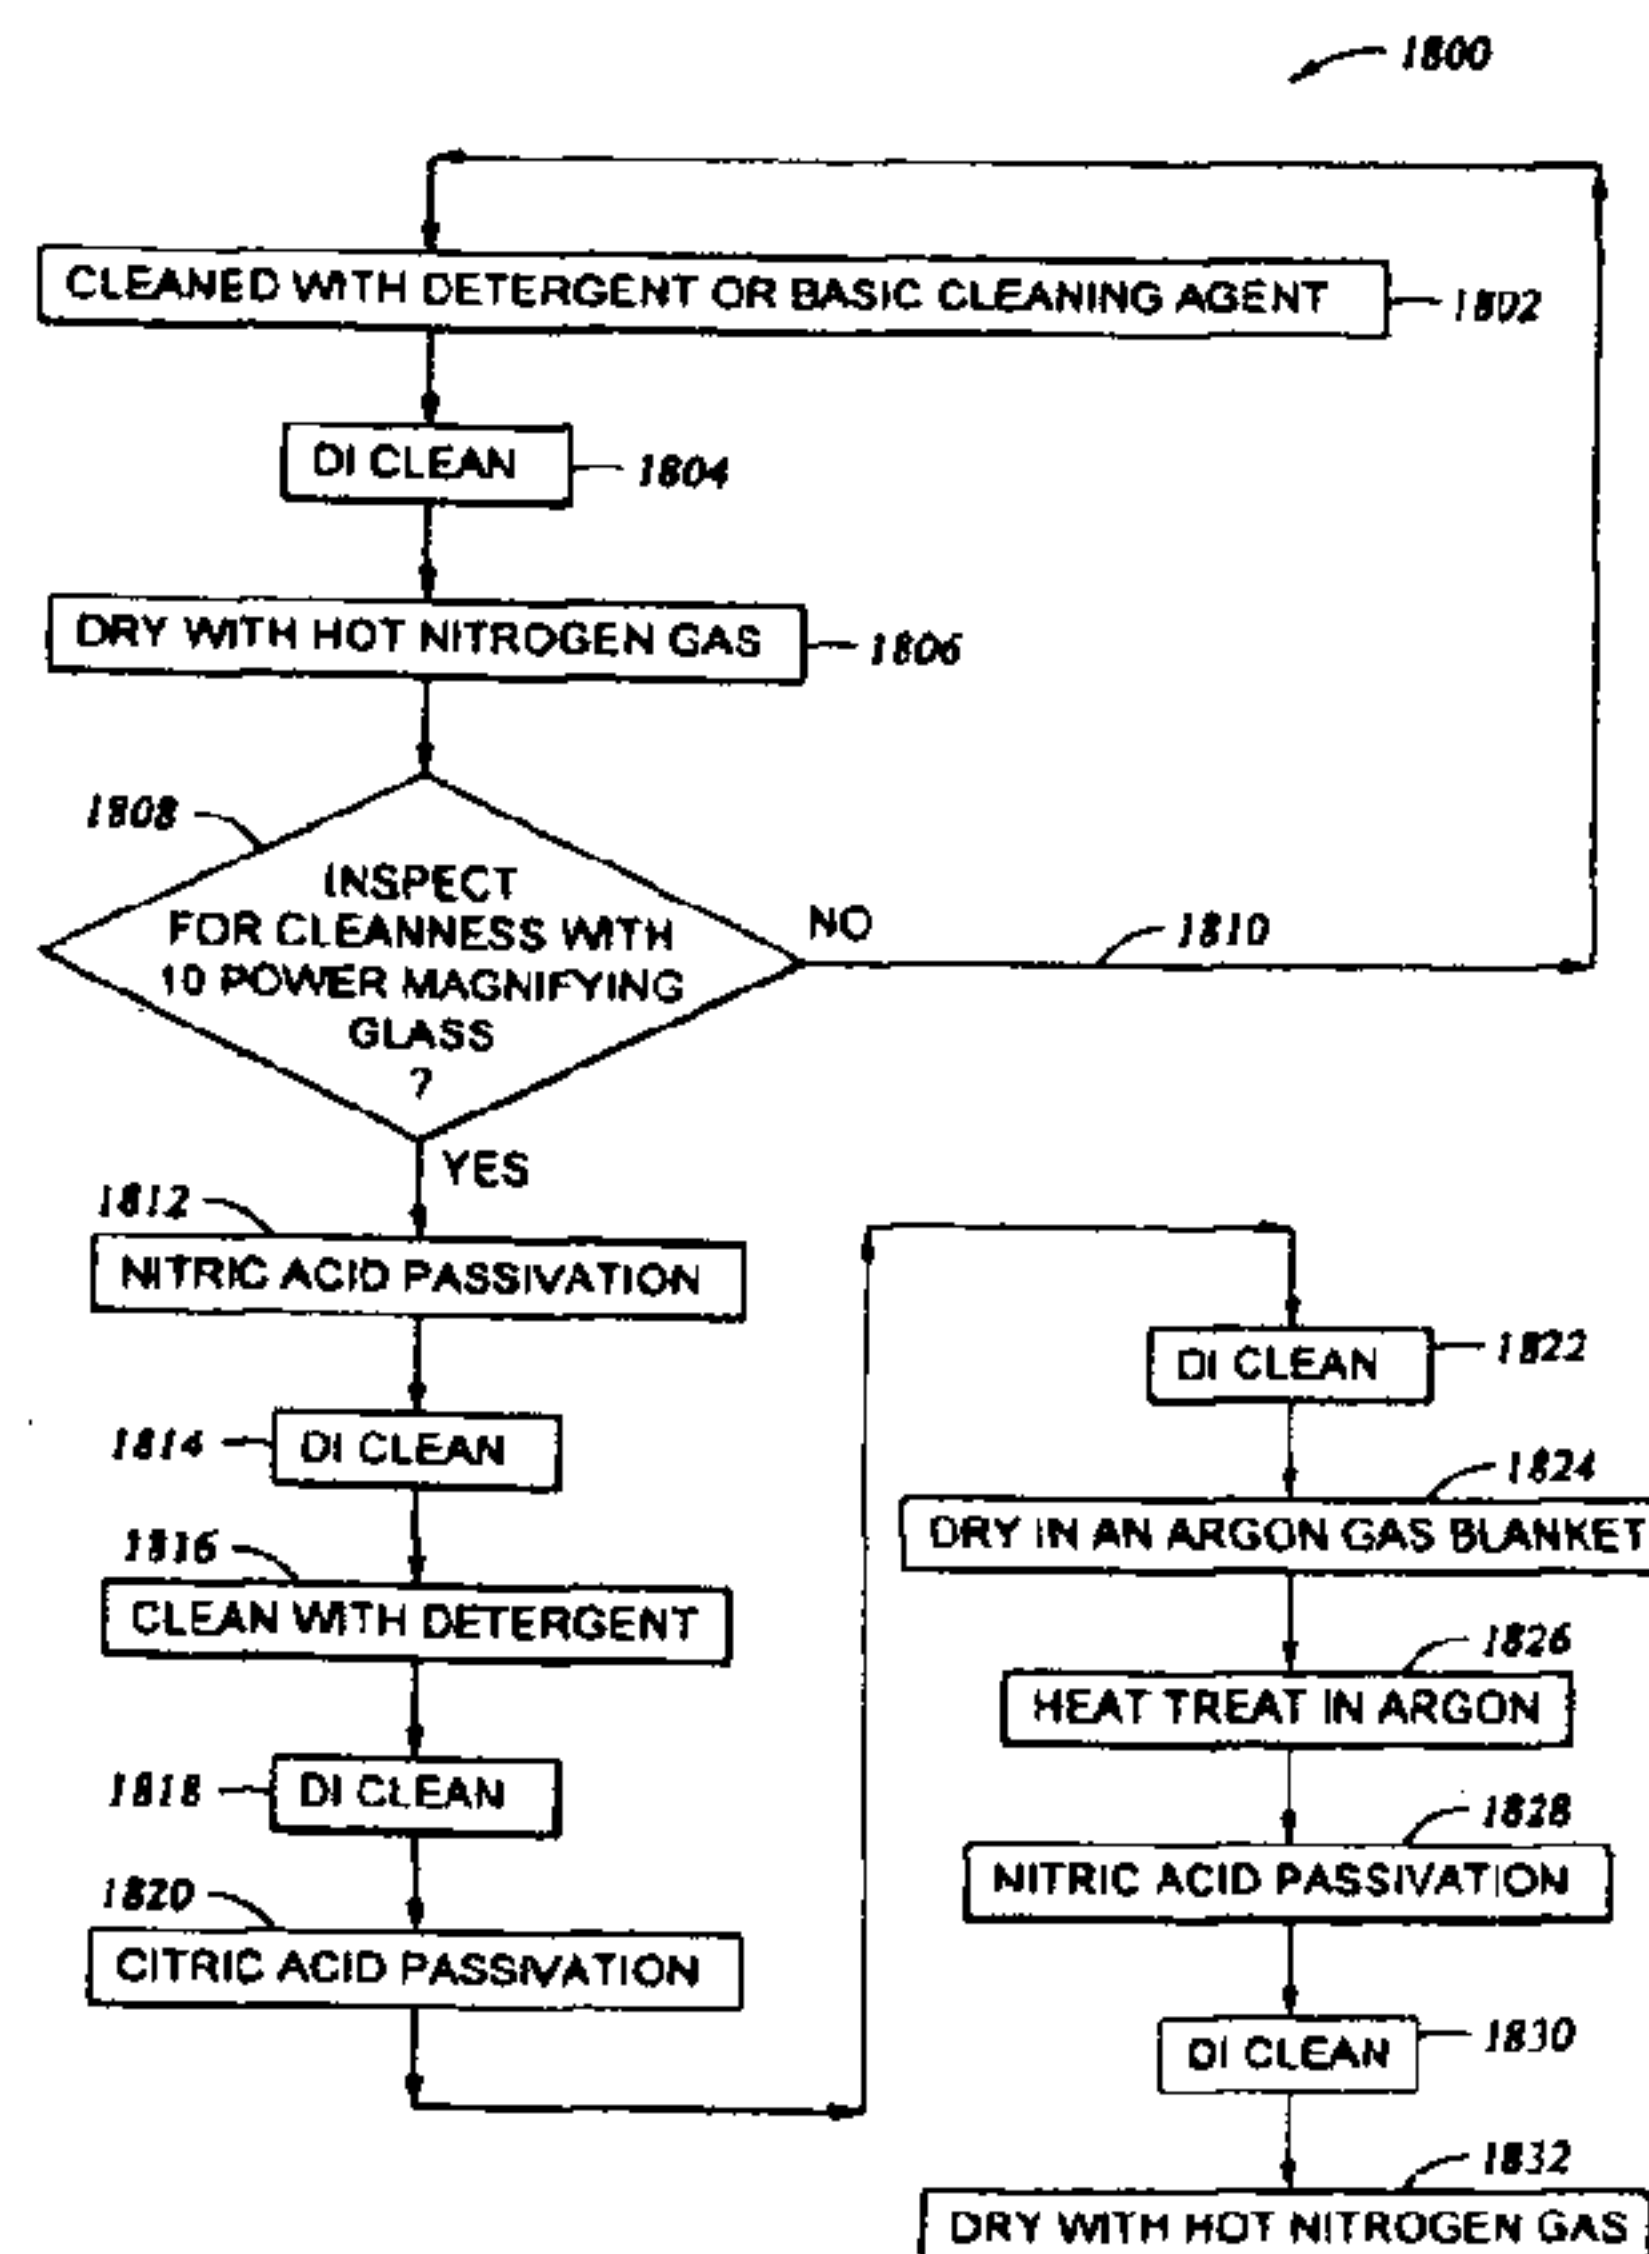 1800
CLEANED WITH DETERGENT OR BASIC CLEANING AGENT
1802
DI CLEAN
1804
DRY WITH HOT NITROGEN GAS
1806
1808
INSPECT
FOR CLEANNESS WITH
10 POWER MAGNIFYING
GLASS
?
NO
1810
YES
1812
NITRIC ACID PASSIVATION
1814
DI CLEAN
1816
CLEAN WITH DETERGENT
1818
DI CLEAN
1820
CITRIC ACID PASSIVATION
DI CLEAN
1822
1824
DRY IN AN ARGON GAS BLANKET
1826
HEAT TREAT IN ARGON
1828
NITRIC ACID PASSIVATION
DI CLEAN
1830
1832
DRY WITH HOT NITROGEN GAS